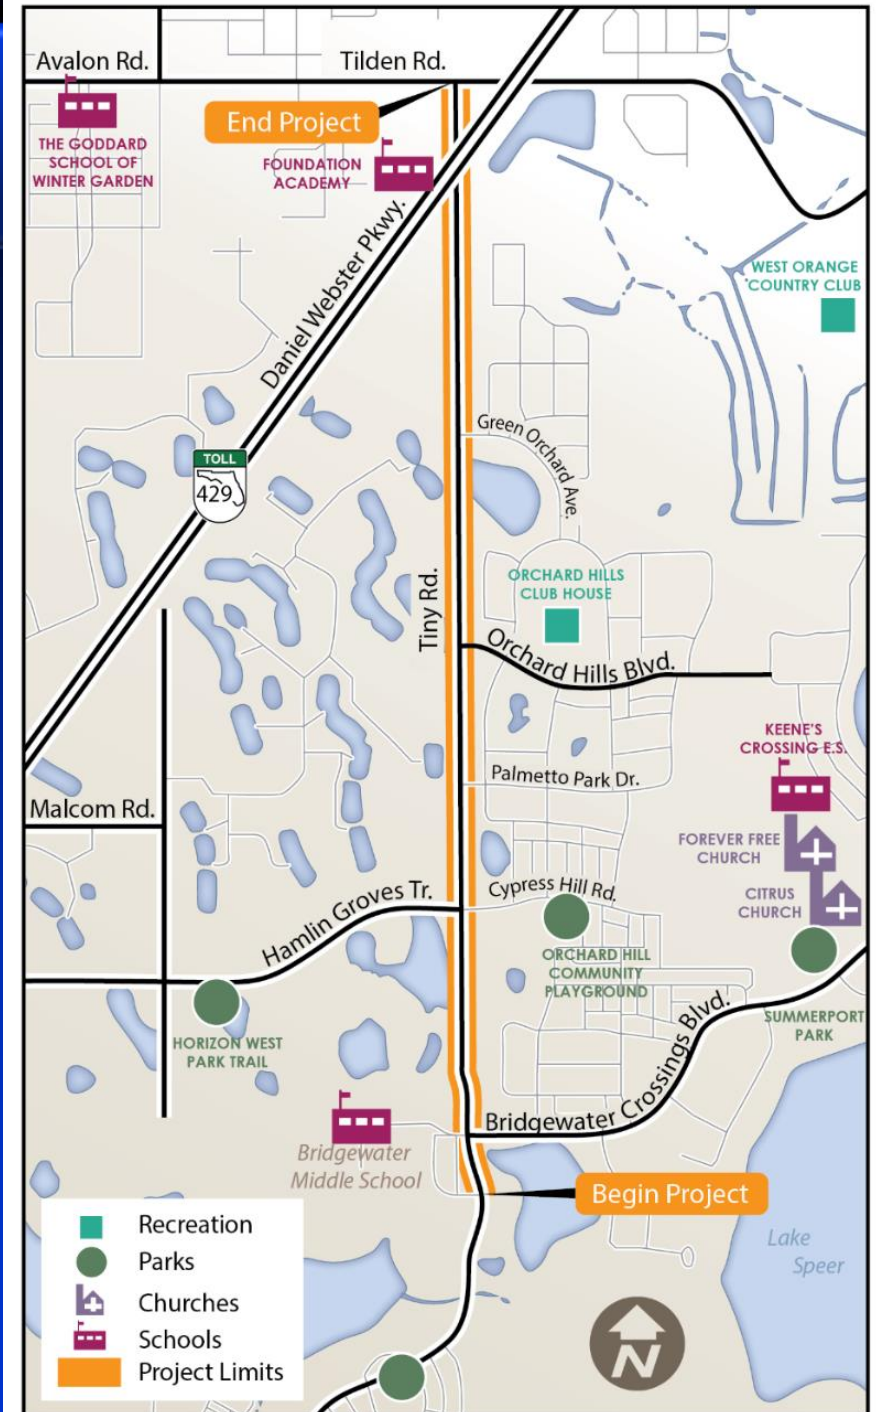 Avalon Rd.
Tilden Rd.
End Project
THE GODDARD
SCHOOL OF
WINTER GARDEN
FOUNDATION
ACADEMY
Daniel Webster Pkwy.
WEST ORANGE
COUNTRY CLUB
Green Orchard Ave.
TOLL
429
ORCHARD HILLS
CLUB HOUSE
Tiny Rd.
Orchard Hills Blvd.
KEENE'S
CROSSING E.S.
Palmetto Park Dr.
Malcom Rd.
FOREVER FREE
CHURCH
Cypress Hill Rd.
CITRUS
CHURCH
Hamlin Groves Tr.
ORCHARD HILL
COMMUNITY
PLAYGROUND
SUMMERPORT
PARK
HORIZON WEST
PARK TRAIL
Bridgewater Crossings Blvd.
Bridgewater
Middle School
Begin Project
Lake
Speer
Recreation
Parks
Churches
Schools
Project Limits
N